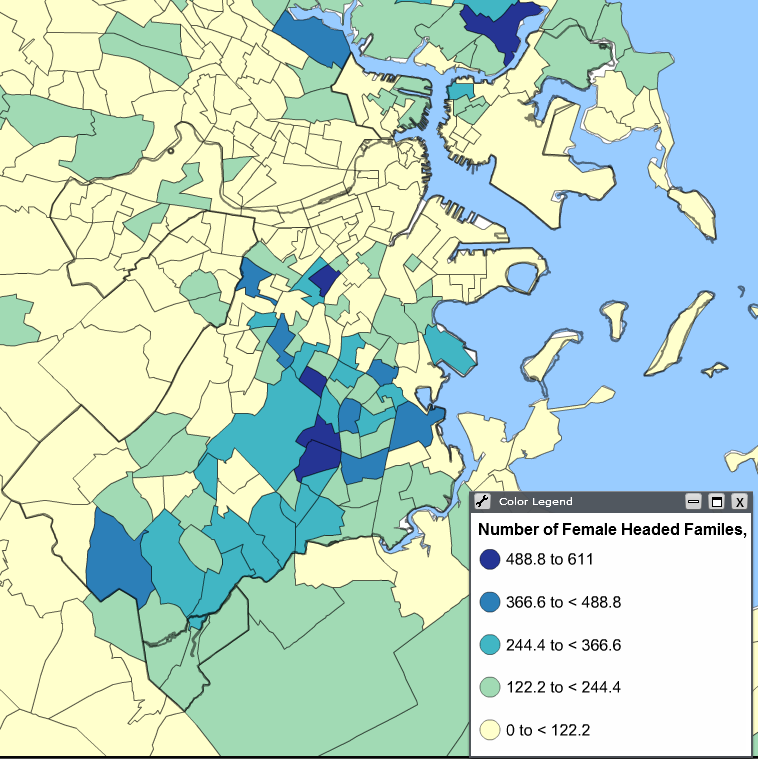 Color Legend
X
Number of Female Headed Familes,
488.8 to 611
366.6 to < 488.8
244.4 to < 366.6
122.2 to < 244.4
0 to < 122.2